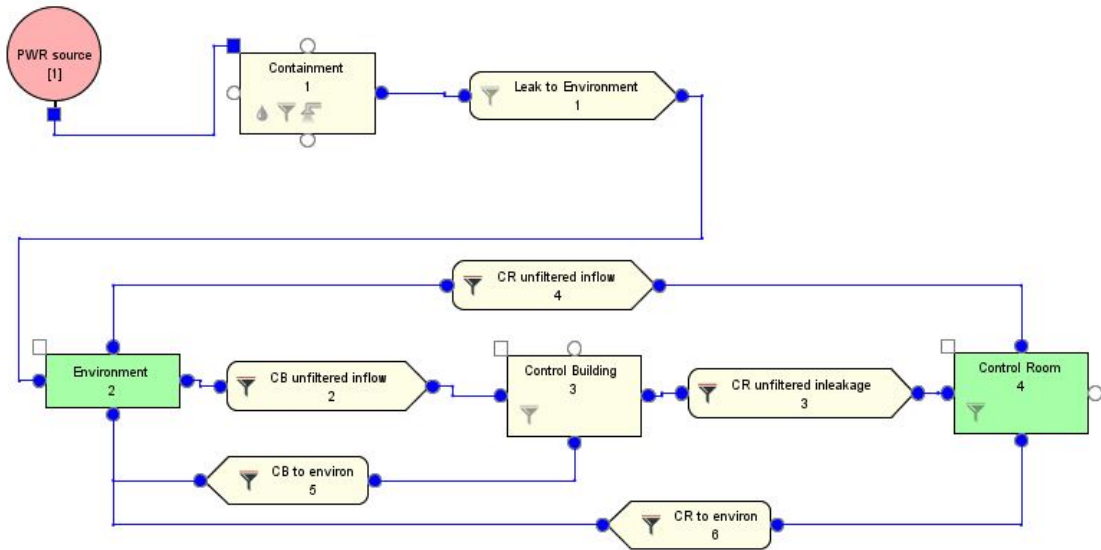 PWR source
[1]
Containment
1
Leak to Environment
1
CR unfiltered inflow
4
Environment
2
CB unfiltered inflow
2
Control Building
3
CR unfiltered inleakage
3
Control Room
4
CB to environ
5
CR to environ
6